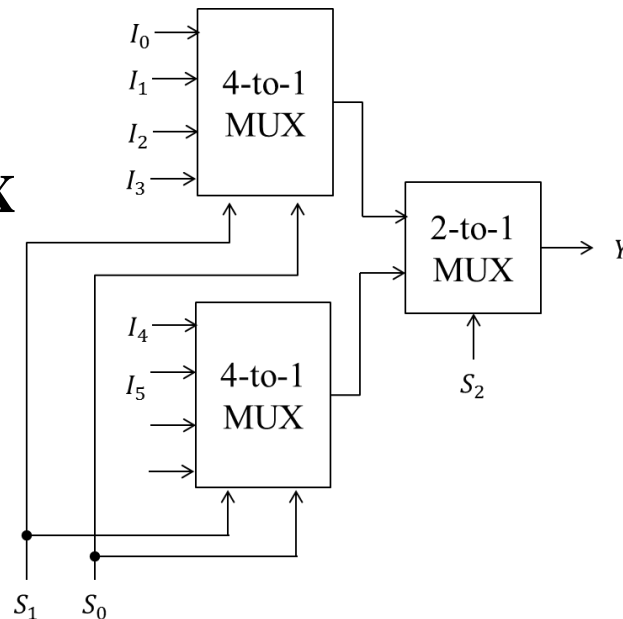 I₀
I₁
I₂
I₃
4-to-1
MUX
X
2-to-1
MUX
Y
S₂
I₄
I₅
4-to-1
MUX
S₁ S₀